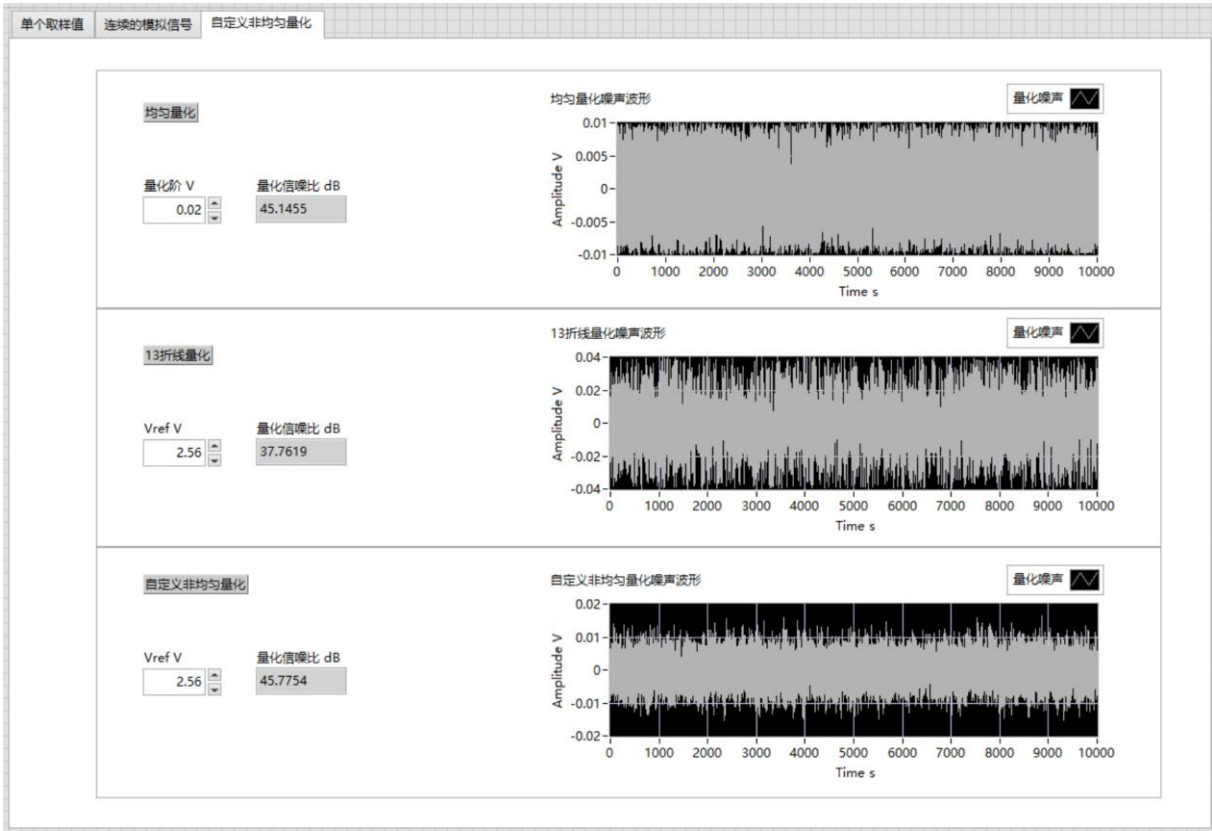 单个取样值
连续的模拟信号
自定义非均匀量化
均匀量化
量化阶 V
量化信噪比 dB
0.02
45.1455
均匀量化噪声波形
量化噪声
0.01
0.005
0
-0.005
-0.01
Amplitude V
0 1000 2000 3000 4000 5000 6000 7000 8000 9000 10000
Time s
13折线量化
Vref V
量化信噪比 dB
2.56
37.7619
13折线量化噪声波形
量化噪声
0.04
0.02
0
-0.02
-0.04
Amplitude V
0 1000 2000 3000 4000 5000 6000 7000 8000 9000 10000
Time s
自定义非均匀量化
Vref V
量化信噪比 dB
2.56
45.7754
自定义非均匀量化噪声波形
量化噪声
0.02
0.01
0
-0.01
-0.02
Amplitude V
0 1000 2000 3000 4000 5000 6000 7000 8000 9000 10000
Time s